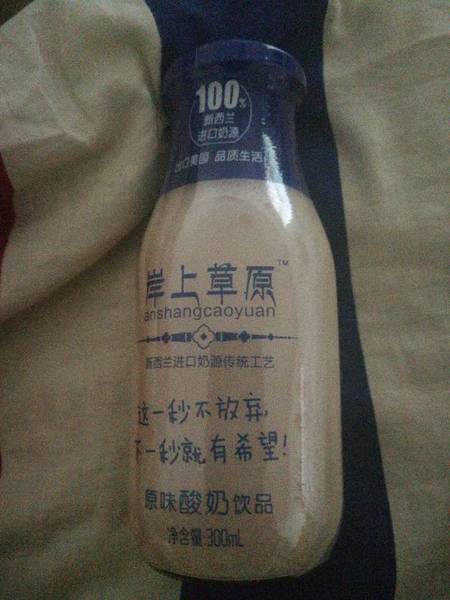 100%
新西兰
进口奶源
品质生活
岸上草原™
anshangcaoyuan
新西兰进口奶源传统工艺
这一秒不放弃,
下一秒就有希望!
原味酸奶饮品
净含量:300mL